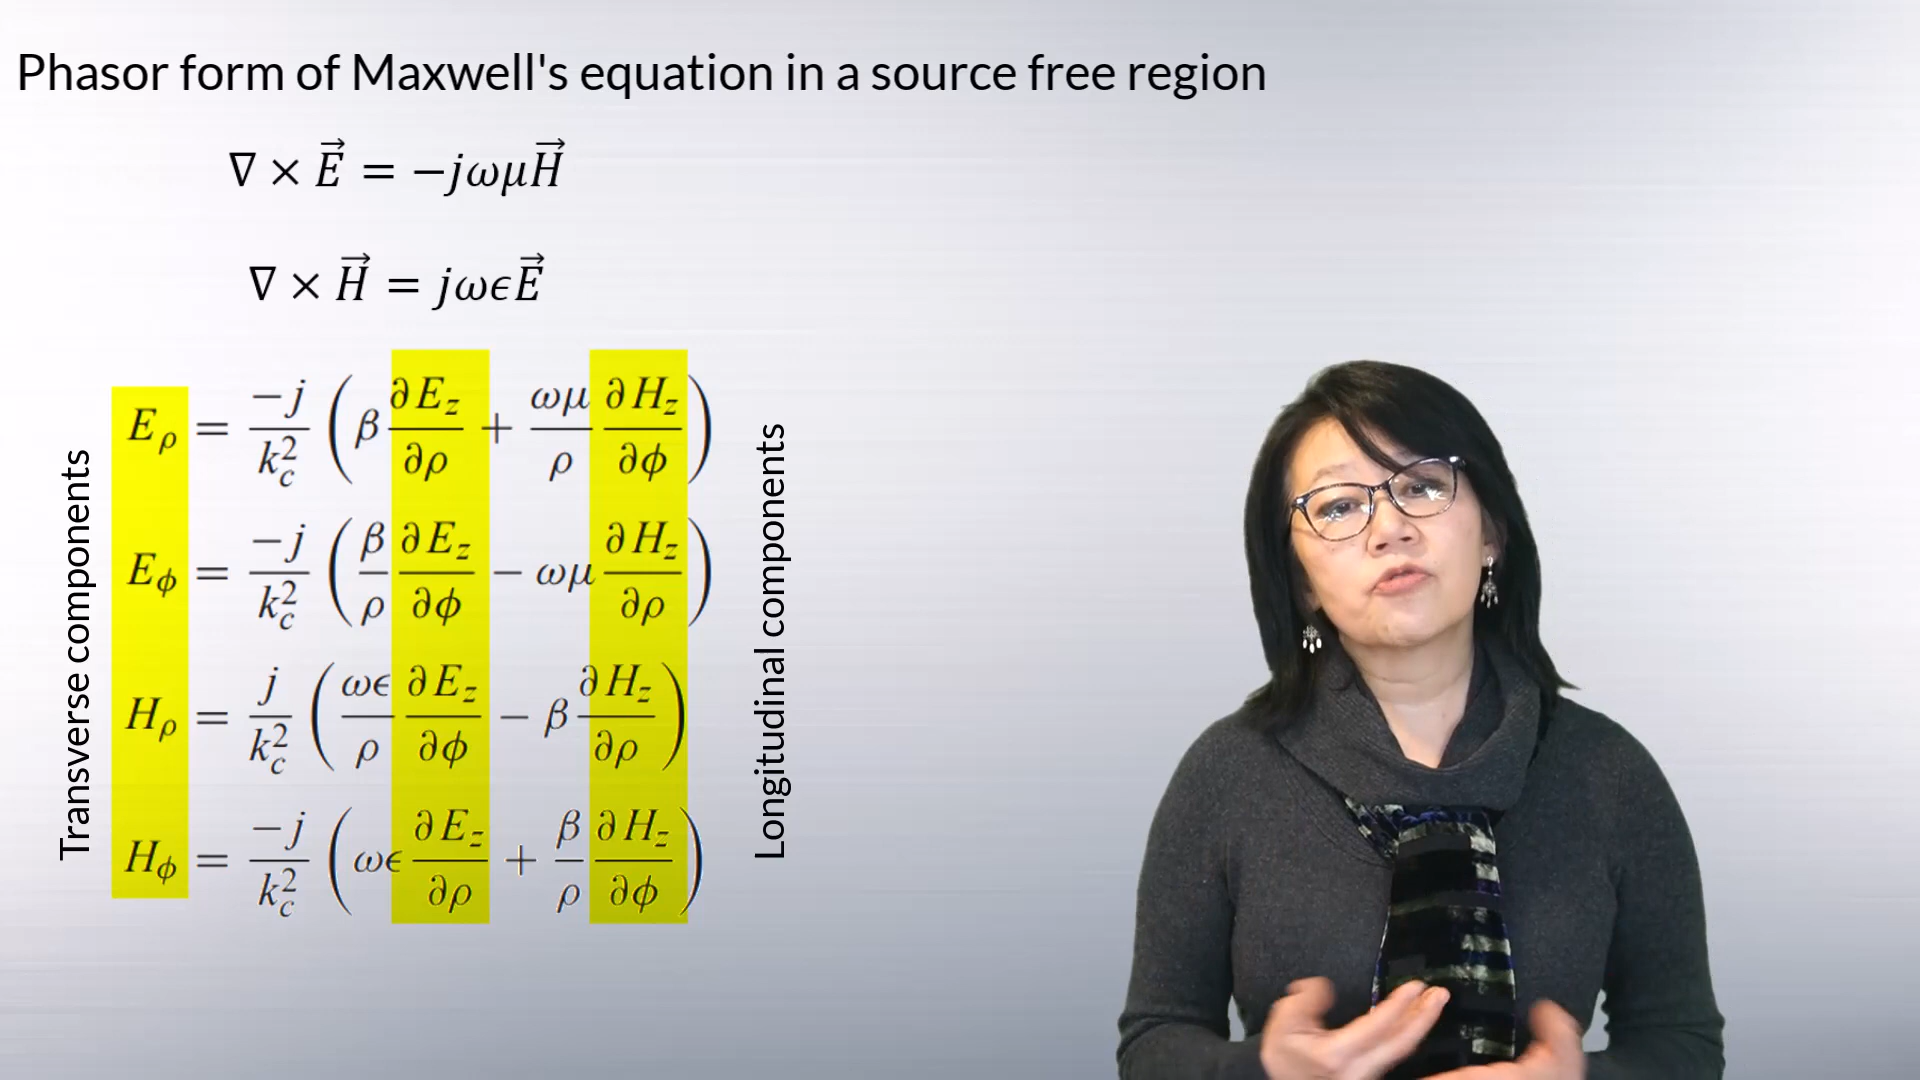 Phasor form of Maxwell's equation in a source free region
∇ × E⃗ = −jωμH⃗
∇ × H⃗ = jωϵE⃗
Transverse components
E_ρ = −j/k_c² (β ∂E_z/∂ρ + ωμ/ρ ∂H_z/∂ϕ)
E_ϕ = −j/k_c² (β/ρ ∂E_z/∂ϕ − ωμ ∂H_z/∂ρ)
H_ρ = j/k_c² (ωϵ/ρ ∂E_z/∂ϕ − β ∂H_z/∂ρ)
H_ϕ = −j/k_c² (ωϵ ∂E_z/∂ρ + β/ρ ∂H_z/∂ϕ)
Longitudinal components